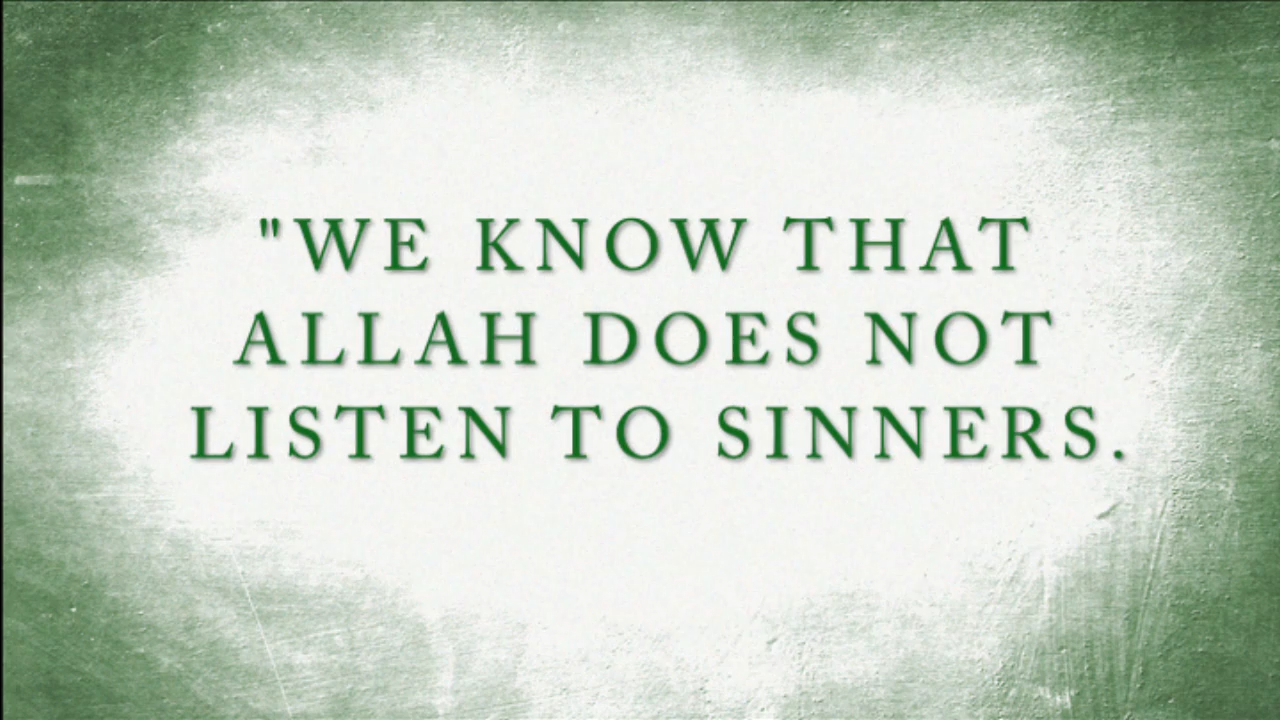 "WE KNOW THAT
ALLAH DOES NOT
LISTEN TO SINNERS.